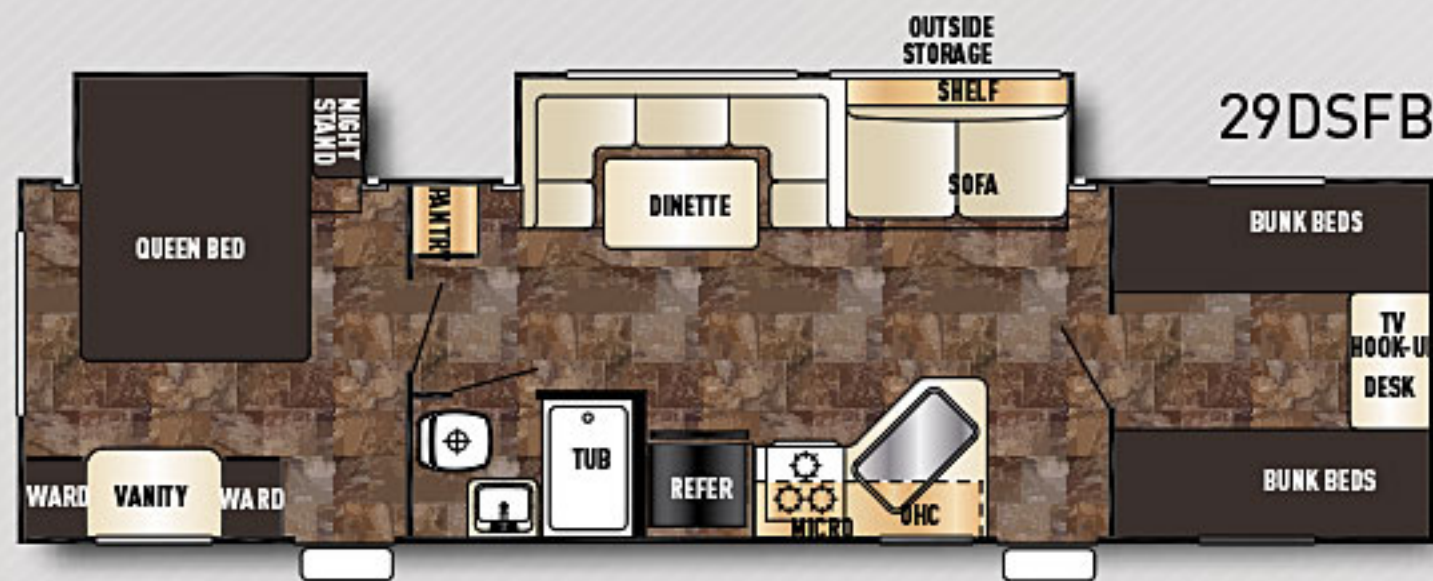 OUTSIDE
STORAGE
SHELF
29DSFB
NIGHT
STAND
PANTRY
SOFA
DINETTE
QUEEN BED
BUNK BEDS
TV
HOOK-U
DESK
TUB
REFER
WARD
VANITY
WARD
MICRO
OHC
BUNK BEDS